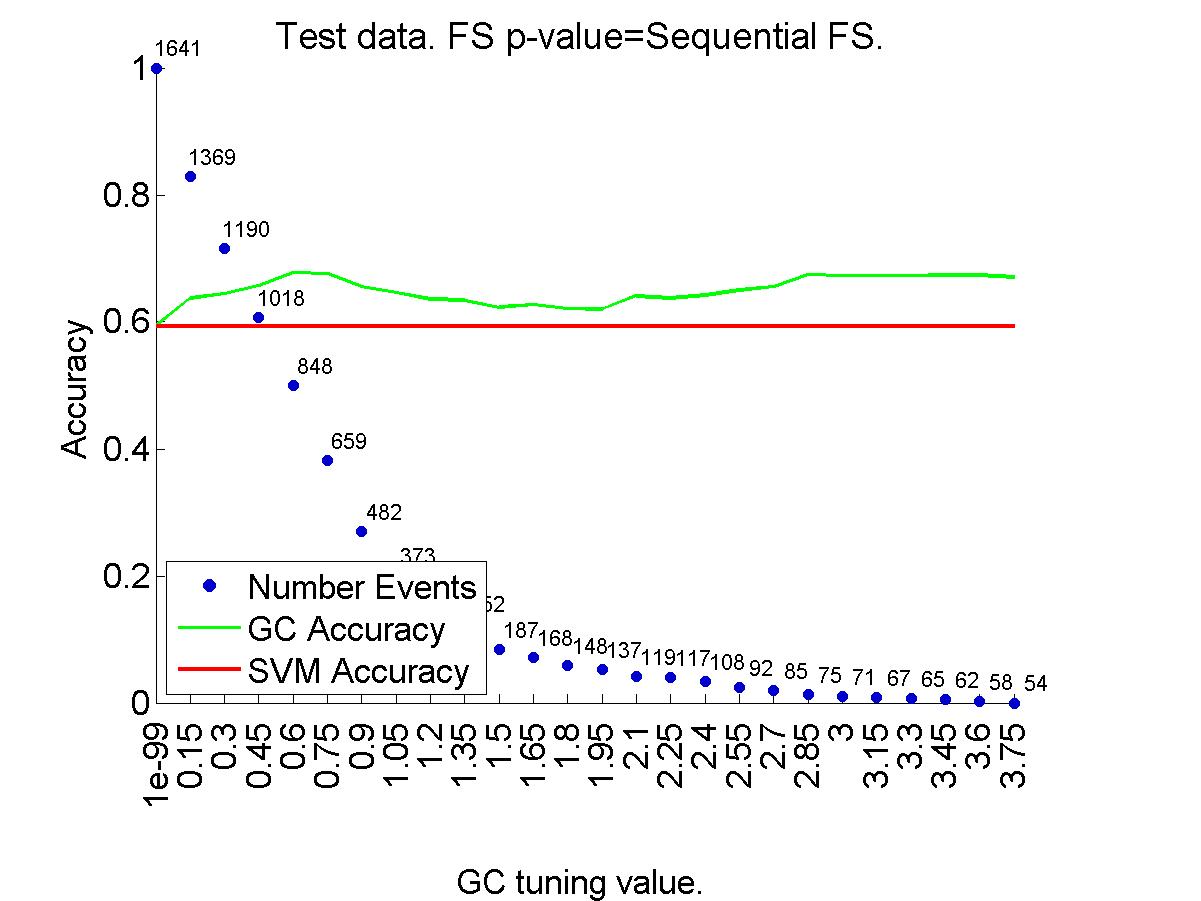 Test data. FS p-value=Sequential FS.
1641
1369
1190
1018
848
659
482
373
187 168 148 137 119 117 108 92 85 75 71 67 65 62 58 54
1
0.8
0.6
0.4
0.2
0
Accuracy
Number Events
GC Accuracy
SVM Accuracy
1e-99 0.15 0.3 0.45 0.6 0.75 0.9 1.05 1.2 1.35 1.5 1.65 1.8 1.95 2.1 2.25 2.4 2.55 2.7 2.85 3 3.15 3.3 3.45 3.6 3.75
GC tuning value.